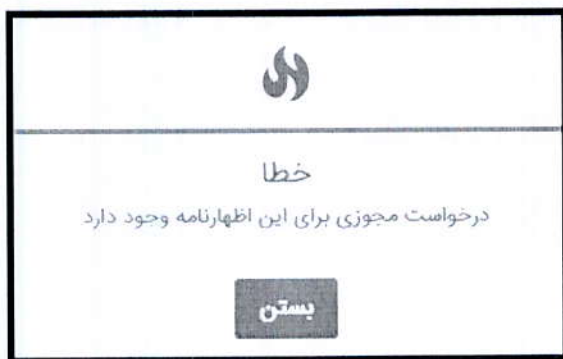 خطا
درخواست مجوزی برای این اظهارنامه وجود دارد
بستن